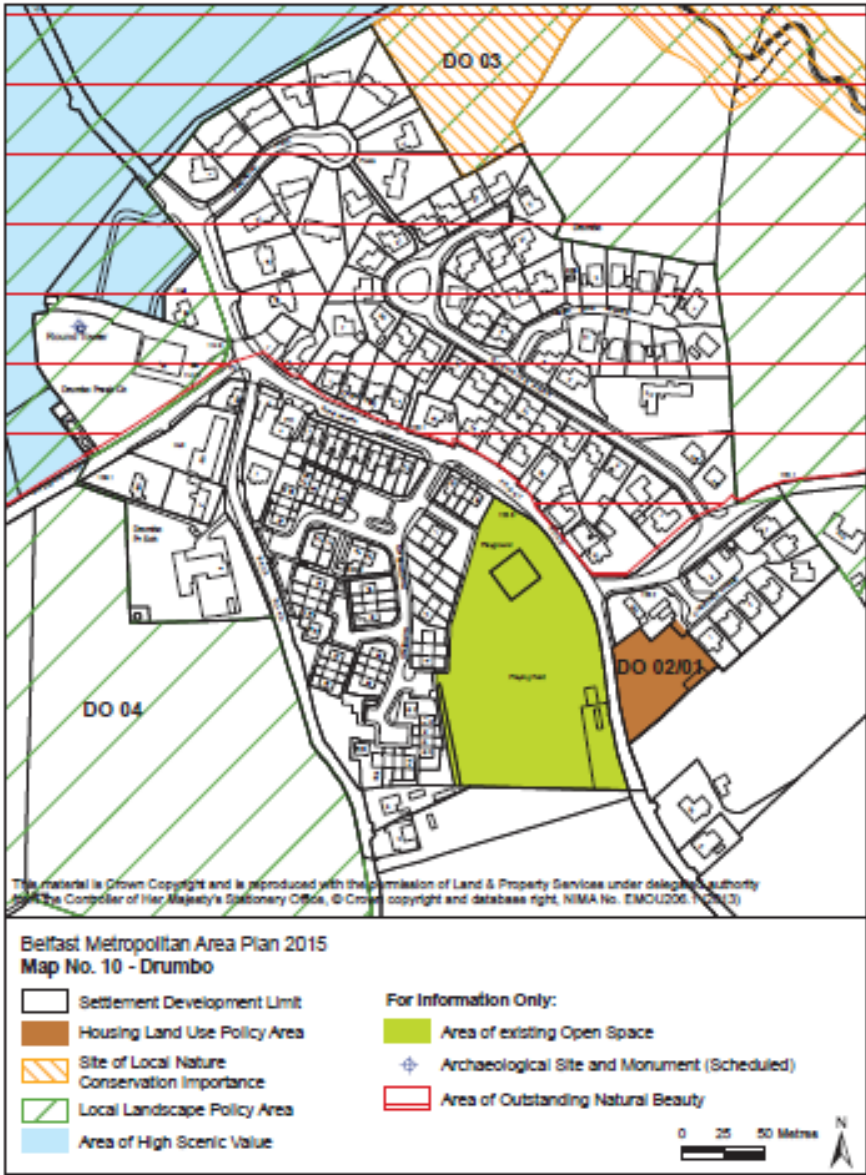 DO 03
Round Tower
DO 02/01
DO 04
This material is Crown Copyright and is reproduced with the permission of Land & Property Services under delegated authority
from the Controller of Her Majesty's Stationery Office, © Crown copyright and database right, NIMA No. EMOU206.1 (2013)
Belfast Metropolitan Area Plan 2015
Map No. 10 - Drumbo
Settlement Development Limit
Housing Land Use Policy Area
Site of Local Nature
Conservation Importance
Local Landscape Policy Area
Area of High Scenic Value
For Information Only:
Area of existing Open Space
Archaeological Site and Monument (Scheduled)
Area of Outstanding Natural Beauty
0 25 50 Metres
N